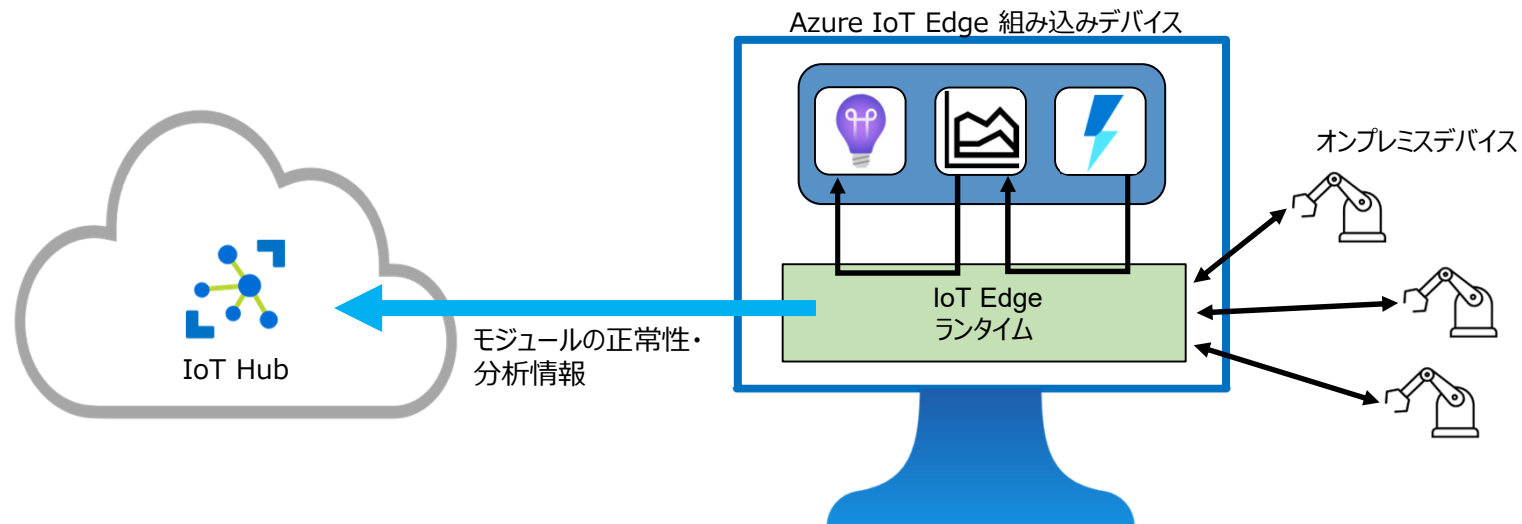 Azure IoT Edge 組み込みデバイス
オンプレミスデバイス
IoT Edge
ランタイム
モジュールの正常性・
分析情報
IoT Hub